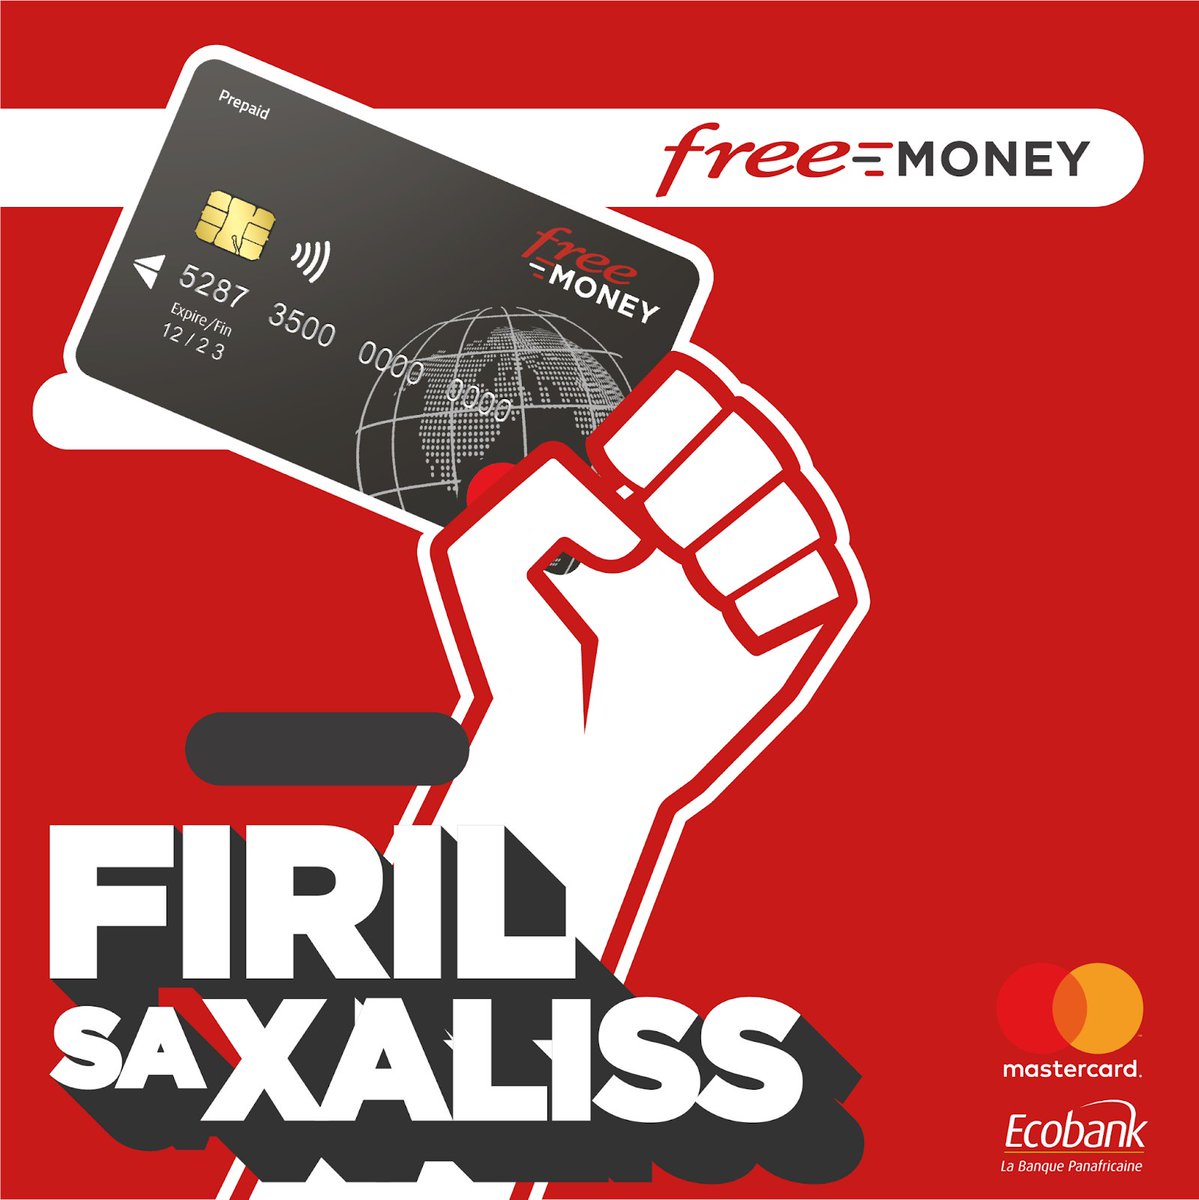 Prepaid
free MONEY
free
MONEY
5287 3500 0000 0000
Expire/Fin
12/23
FIRIL
SA XALISS
mastercard.
Ecobank
La Banque Panafricaine